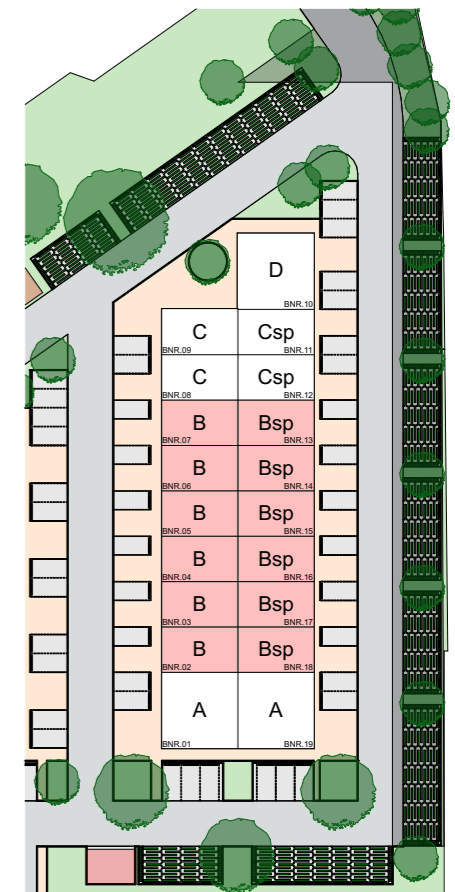 D
BNR.10
C
BNR.09
Csp
BNR.11
C
BNR.08
Csp
BNR.12
B
BNR.07
Bsp
BNR.13
B
BNR.06
Bsp
BNR.14
B
BNR.05
Bsp
BNR.15
B
BNR.04
Bsp
BNR.16
B
BNR.03
Bsp
BNR.17
B
BNR.02
Bsp
BNR.18
A
BNR.01
A
BNR.19